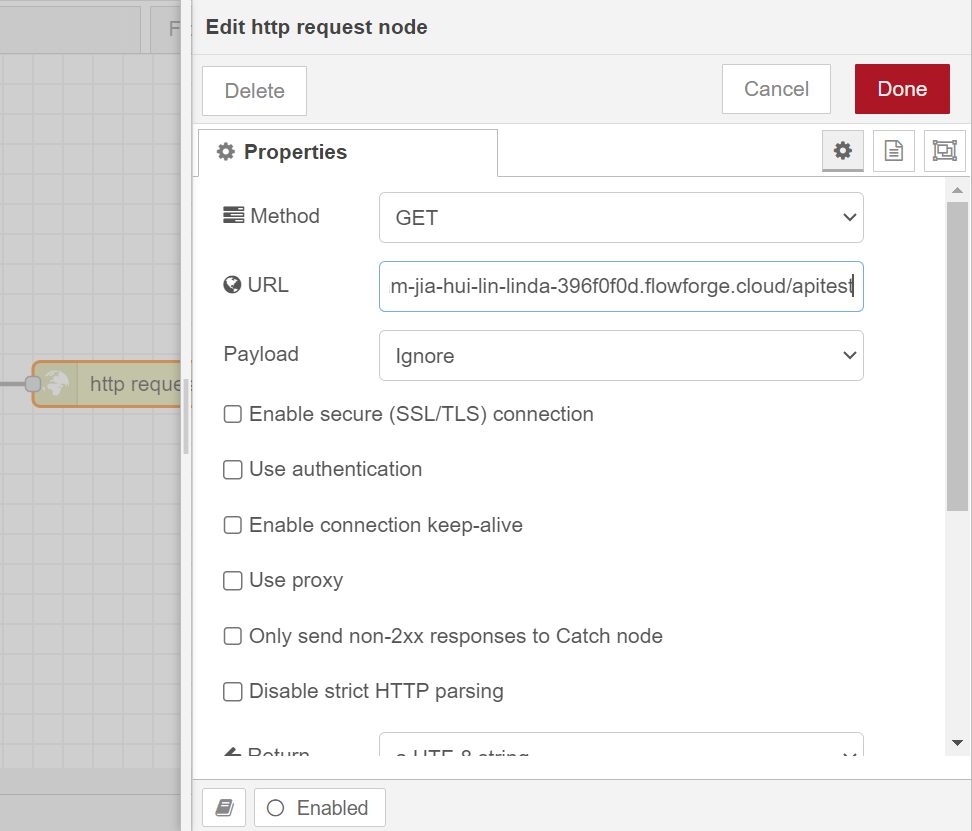 Edit http request node
Delete
Cancel
Done
Properties
Method
GET
URL
m-jia-hui-lin-linda-396f0f0d.flowforge.cloud/apitest
Payload
Ignore
http reque
Enable secure (SSL/TLS) connection
Use authentication
Enable connection keep-alive
Use proxy
Only send non-2xx responses to Catch node
Disable strict HTTP parsing
Return
a UTF-8 string
Enabled